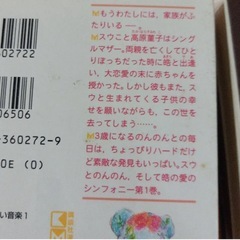 もうわたしには、家族が
ふたりいる――
スウこと高原菫子はシング
ルマザー。両親を亡くしてひと
りぼっちだった時に皓と出逢
い、大恋愛の末に赤ちゃんを
授かった。しかし彼もまた、ス
ウと生まれてくる子供の幸
せを願いながら、この世を
去ってしまう……。
3歳になるのんのんとの毎
日は、ちょっぴりハードだけ
ど素敵な発見もいっぱい。スウ
とのんのん、そして皓の愛の
シンフォニー第1巻。
02722
06506
-360272-9
0E (0)
い音楽 1